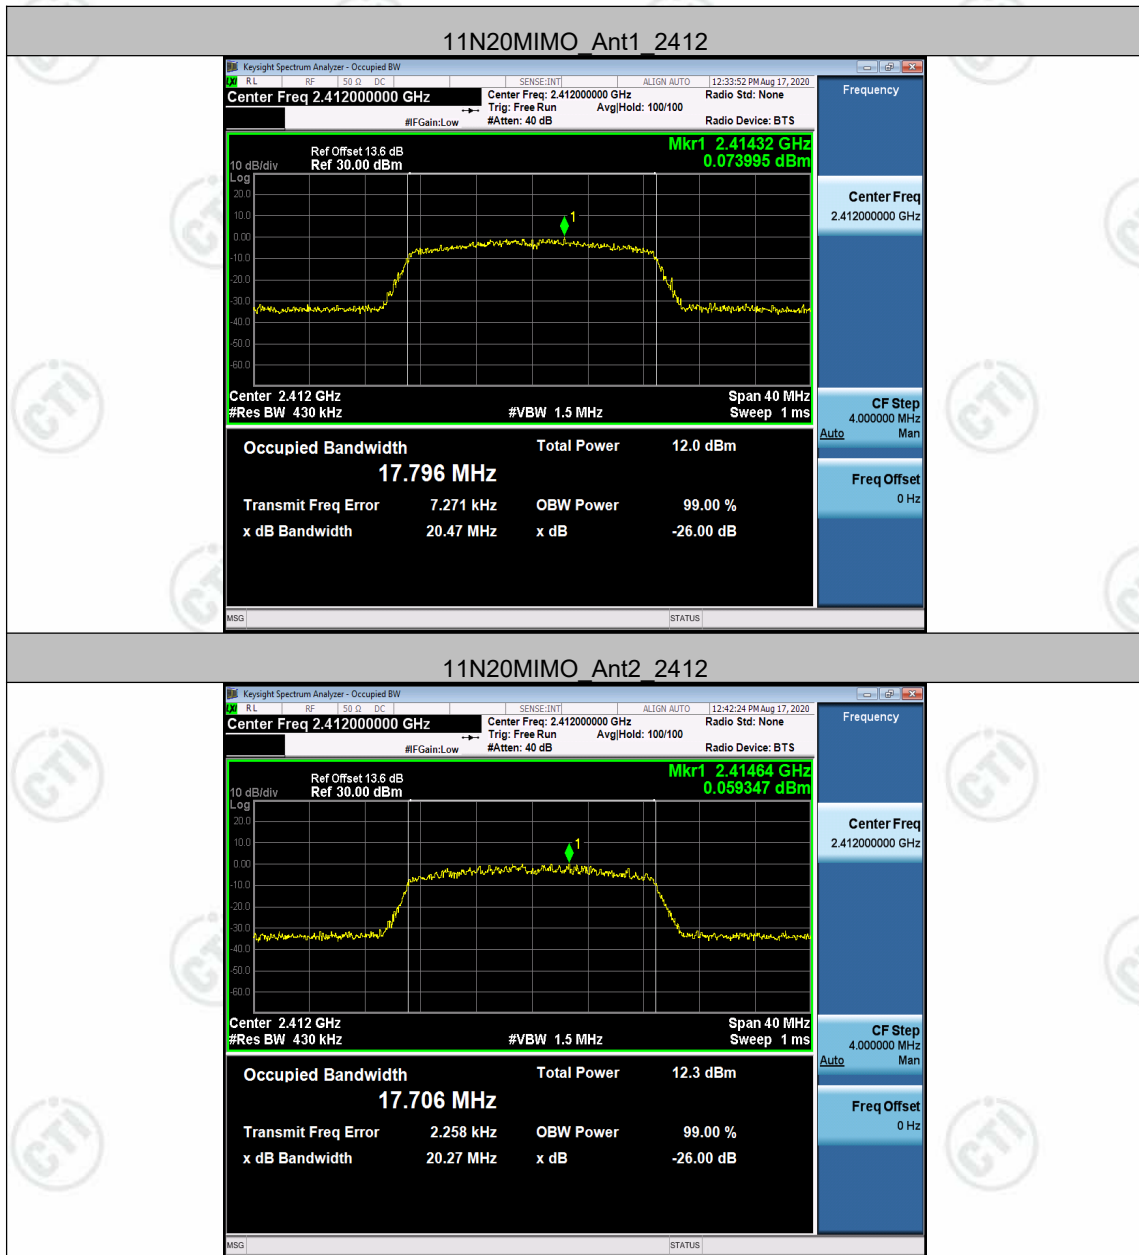 11N20MIMO_Ant1_2412
Keysight Spectrum Analyzer - Occupied BW
RL RF 50 Ω DC SENSE:INT ALIGN AUTO 12:33:52 PM Aug 17, 2020
Center Freq 2.412000000 GHz Center Freq: 2.412000000 GHz Radio Std: None
Trig: Free Run Avg|Hold: 100/100
#IFGain:Low #Atten: 40 dB Radio Device: BTS
Mkr1 2.41432 GHz
0.073995 dBm
Ref Offset 13.6 dB
10 dB/div Ref 30.00 dBm
Log
20.0
10.0
0.00
-10.0
-20.0
-30.0
-40.0
-50.0
-60.0
1
Center 2.412 GHz Span 40 MHz
#Res BW 430 kHz #VBW 1.5 MHz Sweep 1 ms
Occupied Bandwidth Total Power 12.0 dBm
17.796 MHz
Transmit Freq Error 7.271 kHz OBW Power 99.00 %
x dB Bandwidth 20.47 MHz x dB -26.00 dB
MSG STATUS
Frequency
Center Freq
2.412000000 GHz
CF Step
4.000000 MHz
Auto Man
Freq Offset
0 Hz
11N20MIMO_Ant2_2412
Keysight Spectrum Analyzer - Occupied BW
RL RF 50 Ω DC SENSE:INT ALIGN AUTO 12:42:24 PM Aug 17, 2020
Center Freq 2.412000000 GHz Center Freq: 2.412000000 GHz Radio Std: None
Trig: Free Run Avg|Hold: 100/100
#IFGain:Low #Atten: 40 dB Radio Device: BTS
Mkr1 2.41464 GHz
0.059347 dBm
Ref Offset 13.6 dB
10 dB/div Ref 30.00 dBm
Log
20.0
10.0
0.00
-10.0
-20.0
-30.0
-40.0
-50.0
-60.0
1
Center 2.412 GHz Span 40 MHz
#Res BW 430 kHz #VBW 1.5 MHz Sweep 1 ms
Occupied Bandwidth Total Power 12.3 dBm
17.706 MHz
Transmit Freq Error 2.258 kHz OBW Power 99.00 %
x dB Bandwidth 20.27 MHz x dB -26.00 dB
MSG STATUS
Frequency
Center Freq
2.412000000 GHz
CF Step
4.000000 MHz
Auto Man
Freq Offset
0 Hz
CTI
CTI
CTI
CTI
CTI
CTI